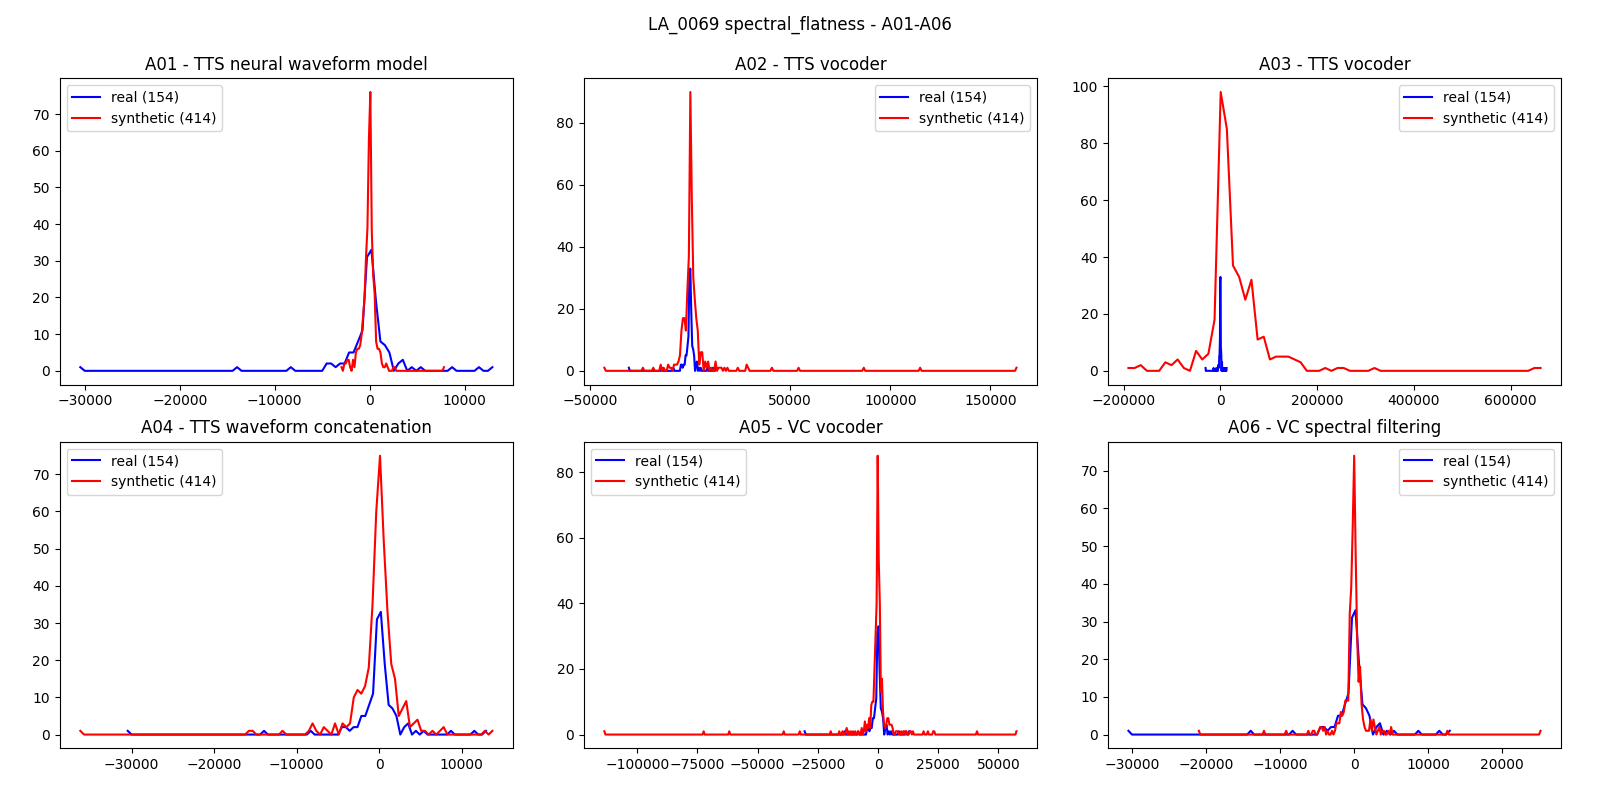 LA_0069 spectral_flatness - A01-A06
A01 - TTS neural waveform model
real (154)
synthetic (414)
70
60
50
40
30
20
10
0
−30000 −20000 −10000 0 10000
A02 - TTS vocoder
real (154)
synthetic (414)
80
60
40
20
0
−50000 0 50000 100000 150000
A03 - TTS vocoder
real (154)
synthetic (414)
100
80
60
40
20
0
−200000 0 200000 400000 600000
A04 - TTS waveform concatenation
real (154)
synthetic (414)
70
60
50
40
30
20
10
0
−30000 −20000 −10000 0 10000
A05 - VC vocoder
real (154)
synthetic (414)
80
60
40
20
0
−100000 −75000 −50000 −25000 0 25000 50000
A06 - VC spectral filtering
real (154)
synthetic (414)
70
60
50
40
30
20
10
0
−30000 −20000 −10000 0 10000 20000